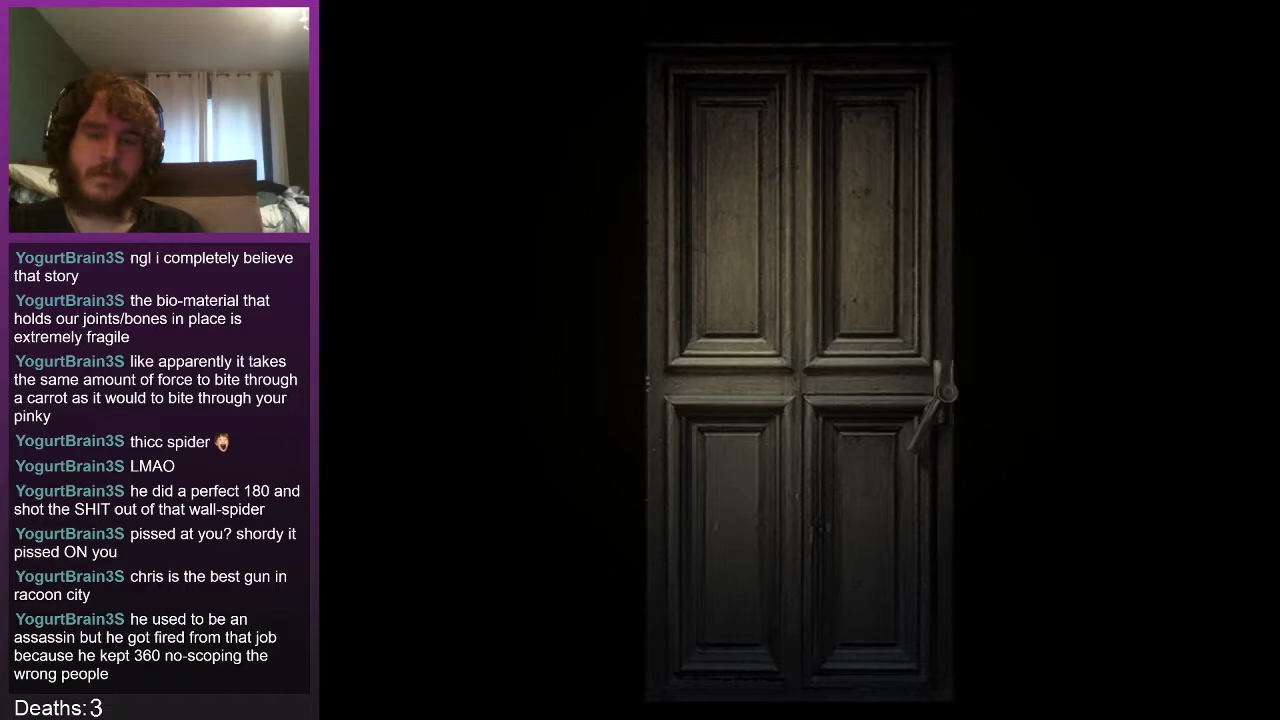 YogurtBrain3S ngl i completely believe
that story
YogurtBrain3S the bio-material that
holds our joints/bones in place is
extremely fragile
YogurtBrain3S like apparently it takes
the same amount of force to bite through
a carrot as it would to bite through your
pinky
YogurtBrain3S thicc spider
YogurtBrain3S LMAO
YogurtBrain3S he did a perfect 180 and
shot the SHIT out of that wall-spider
YogurtBrain3S pissed at you? shordy it
pissed ON you
YogurtBrain3S chris is the best gun in
racoon city
YogurtBrain3S he used to be an
assassin but he got fired from that job
because he kept 360 no-scoping the
wrong people
Deaths: 3